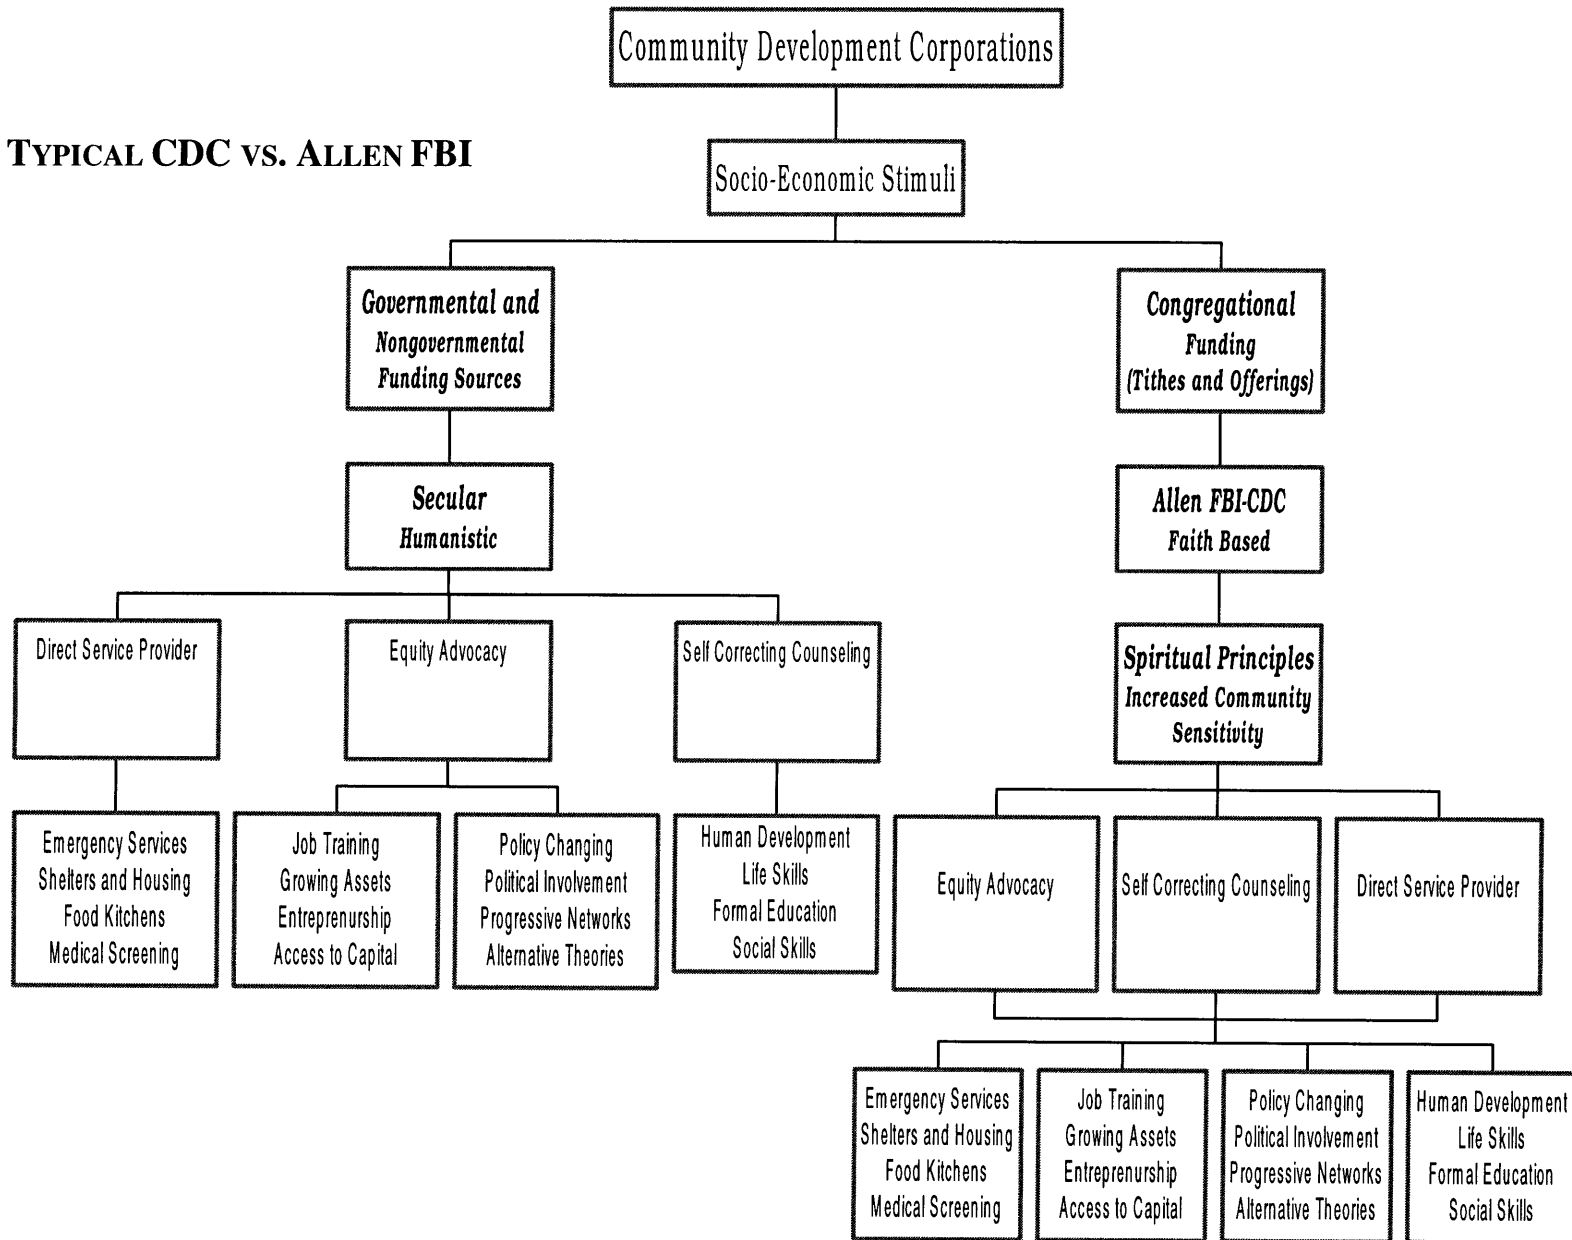 Community Development Corporations
TYPICAL CDC VS. ALLEN FBI
Socio-Economic Stimuli
Governmental and
Nongovernmental
Funding Sources
Congregational
Funding
(Tithes and Offerings)
Secular
Humanistic
Allen FBI-CDC
Faith Based
Direct Service Provider
Equity Advocacy
Self Correcting Counseling
Spiritual Principles
Increased Community
Sensitivity
Emergency Services
Shelters and Housing
Food Kitchens
Medical Screening
Job Training
Growing Assets
Entreprenurship
Access to Capital
Policy Changing
Political Involvement
Progressive Networks
Alternative Theories
Human Development
Life Skills
Formal Education
Social Skills
Equity Advocacy
Self Correcting Counseling
Direct Service Provider
Emergency Services
Shelters and Housing
Food Kitchens
Medical Screening
Job Training
Growing Assets
Entreprenurship
Access to Capital
Policy Changing
Political Involvement
Progressive Networks
Alternative Theories
Human Development
Life Skills
Formal Education
Social Skills